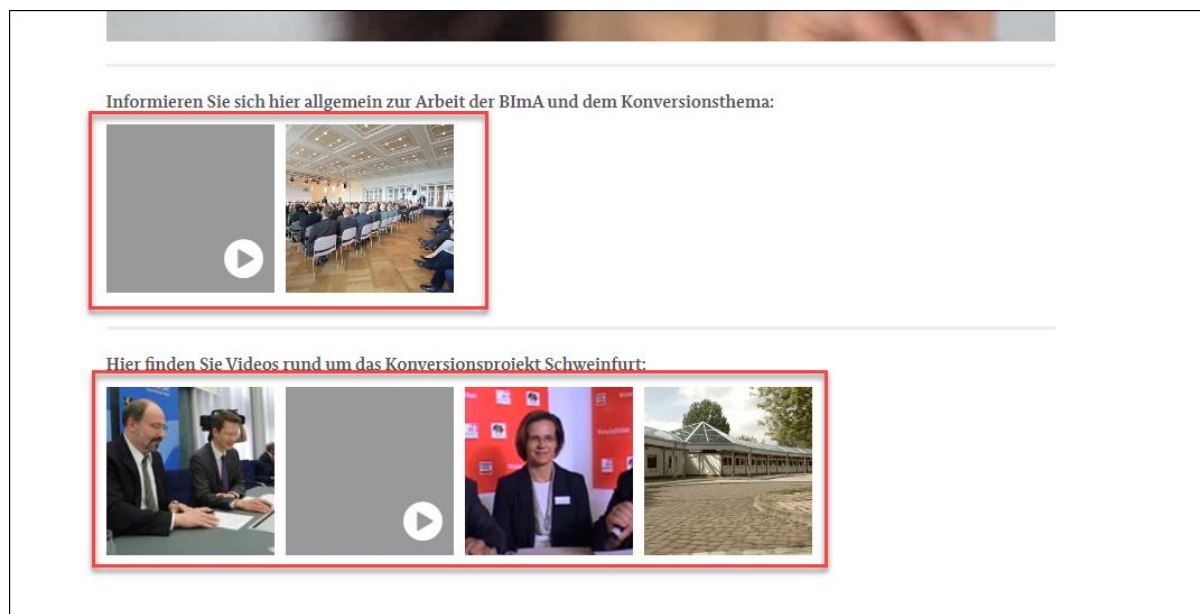 Informieren Sie sich hier allgemein zur Arbeit der BImA und dem Konversionsthema:
Hier finden Sie Videos rund um das Konversionsprojekt Schweinfurt: